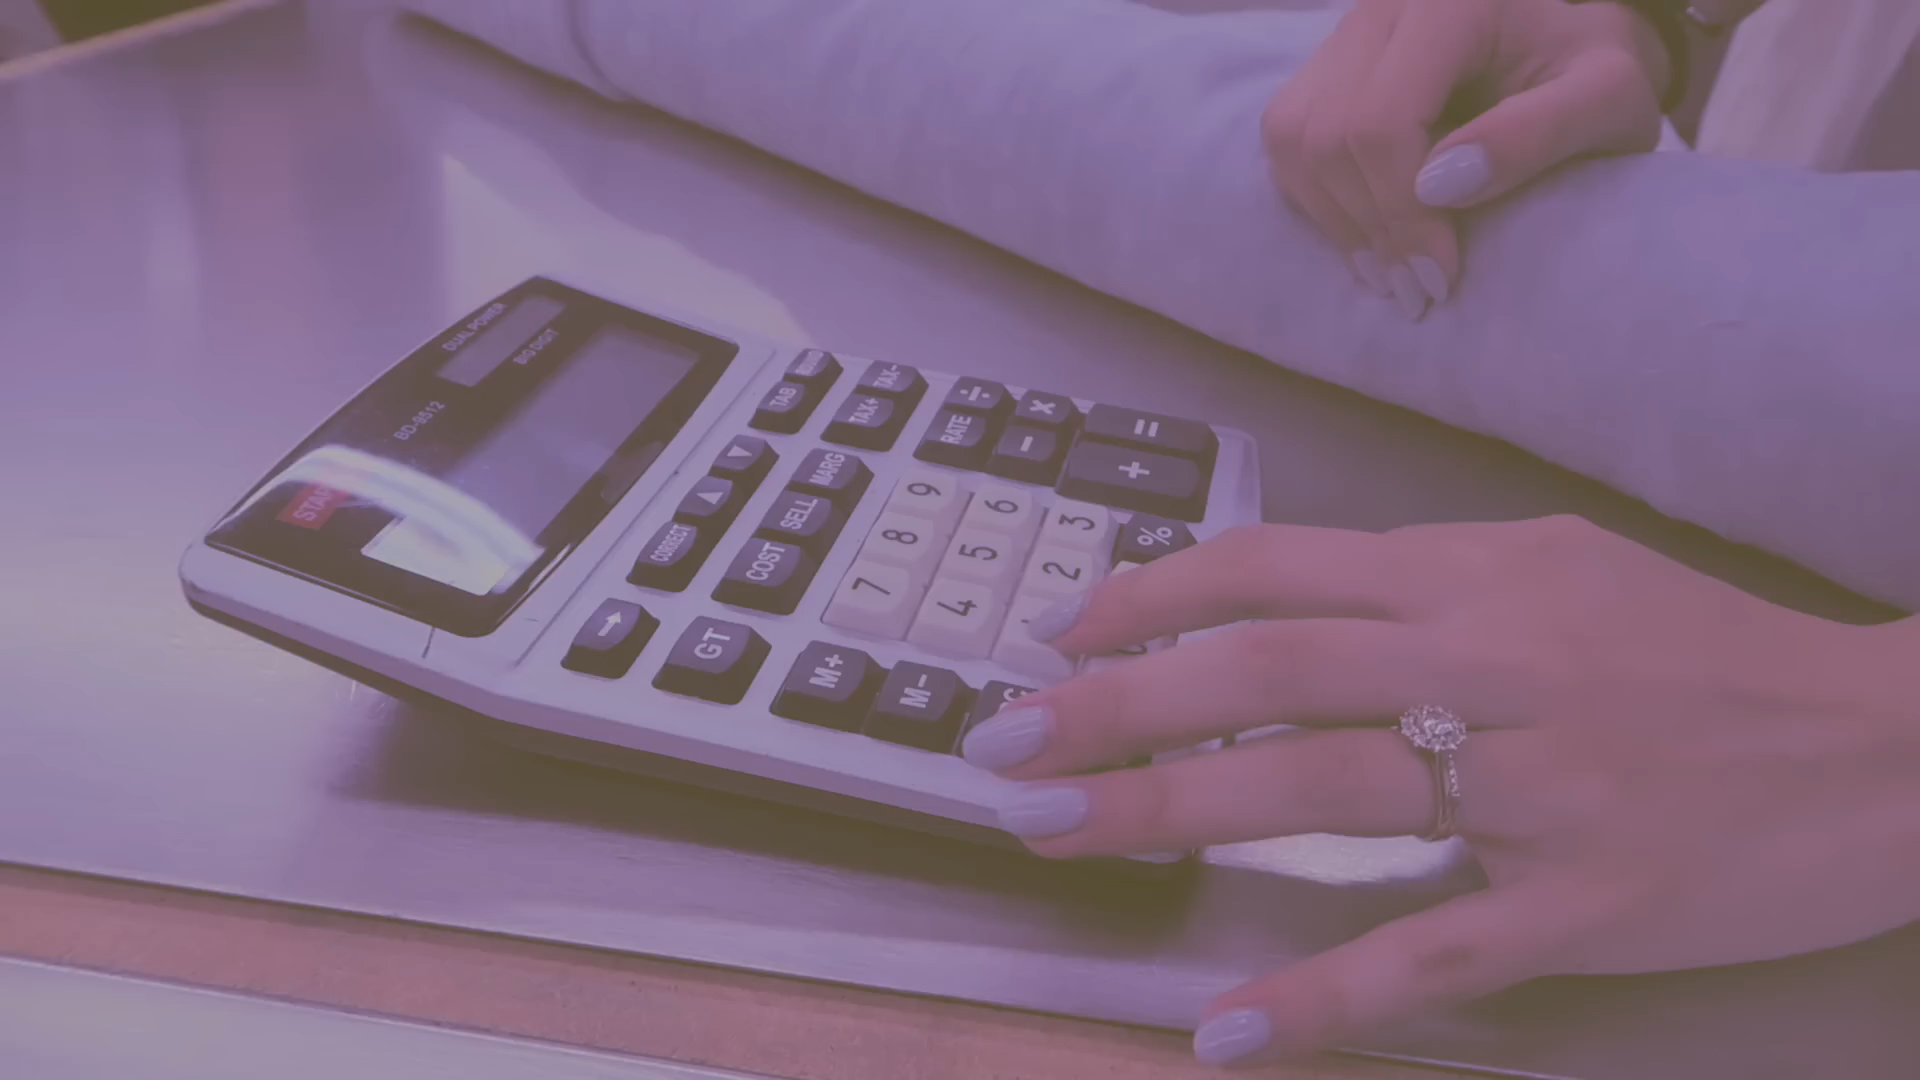 DUAL POWER
BIG DIGIT
BD-9512
STAR
TAB
TAX-
TAX+
÷
×
=
RATE
-
+
▼
MARG
▲
SELL
CORRECT
COST
9
6
3
%
8
5
2
7
4
→
GT
M+
M-